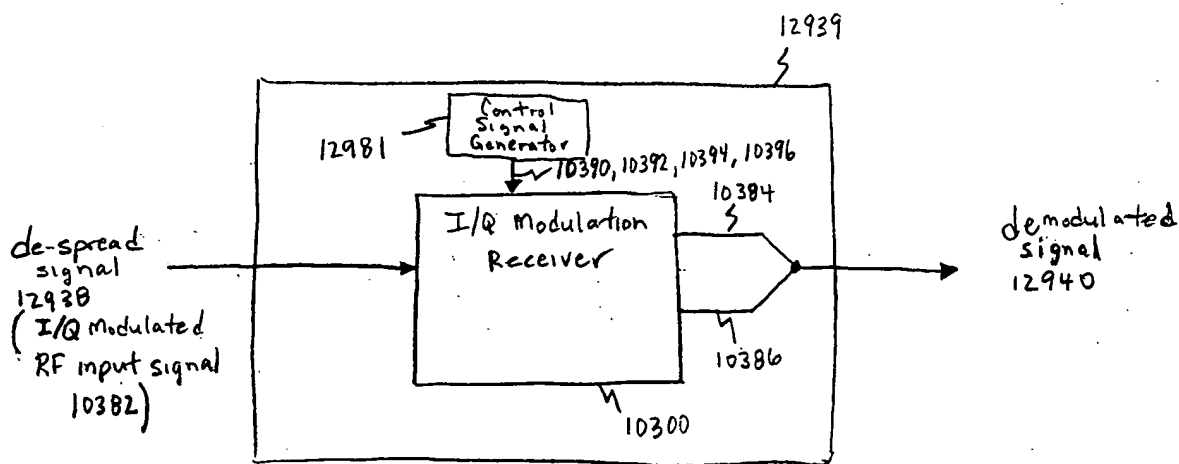 12939
Control
Signal
Generator
12981
10390, 10392, 10394, 10396
10384
I/Q Modulation
Receiver
de-spread
signal
12938
( I/Q Modulated
RF input signal
10382)
demodulated
signal
12940
10386
10300